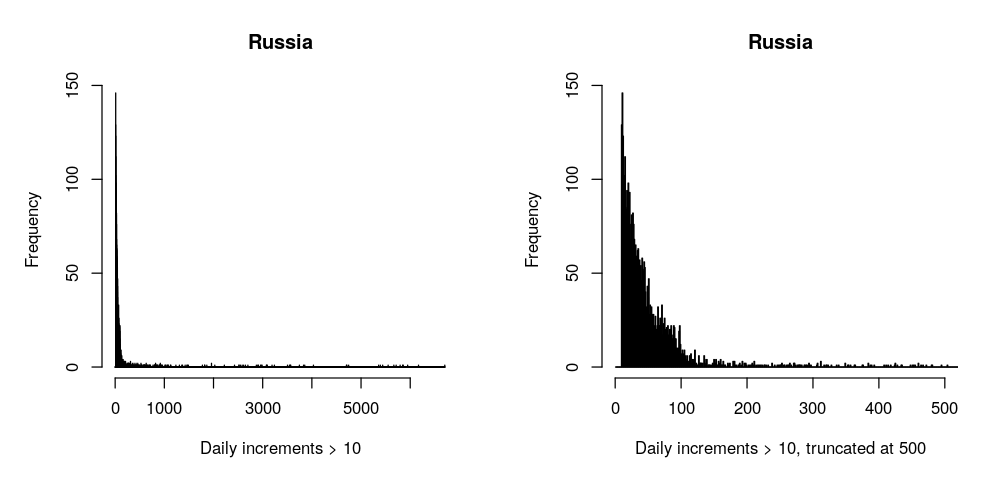 Russia
Frequency
150
100
50
0
0 1000 3000 5000
Daily increments > 10
Russia
Frequency
150
100
50
0
0 100 200 300 400 500
Daily increments > 10, truncated at 500